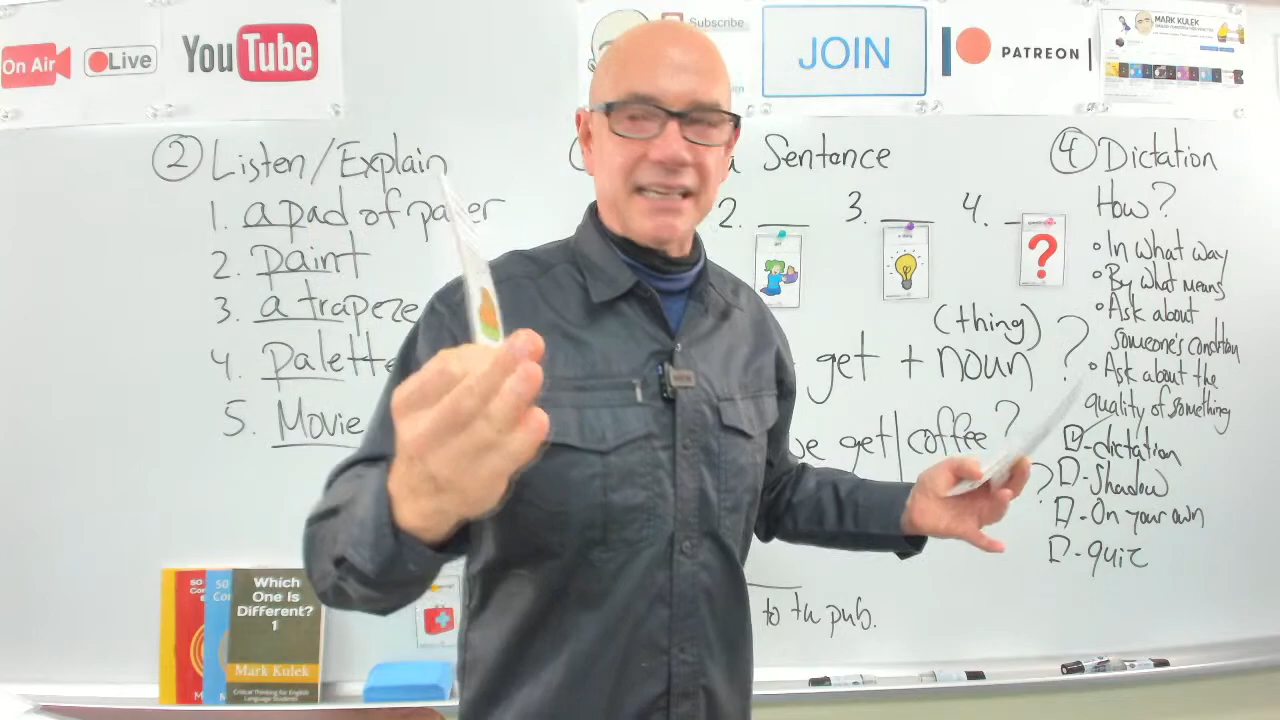 On Air
Live
YouTube
Subscribe
JOIN
PATREON
MARK KULEK
② Listen/Explain
1. a pad of paper
2. paint
3. a trapeze
4. palette
5. Movie
Sentence
2.
3.
4.
art
(thing)
get + noun ?
get | coffee?
?
to the pub.
④ Dictation
How?
• In what way
• By what means
• Ask about
someone's condition
• Ask about the
quality of something
- dictation
- Shadow
- On your own
- quiz
50
50
Which
One Is
Different?
1
Mark Kulek
Critical Thinking for English
Language Students